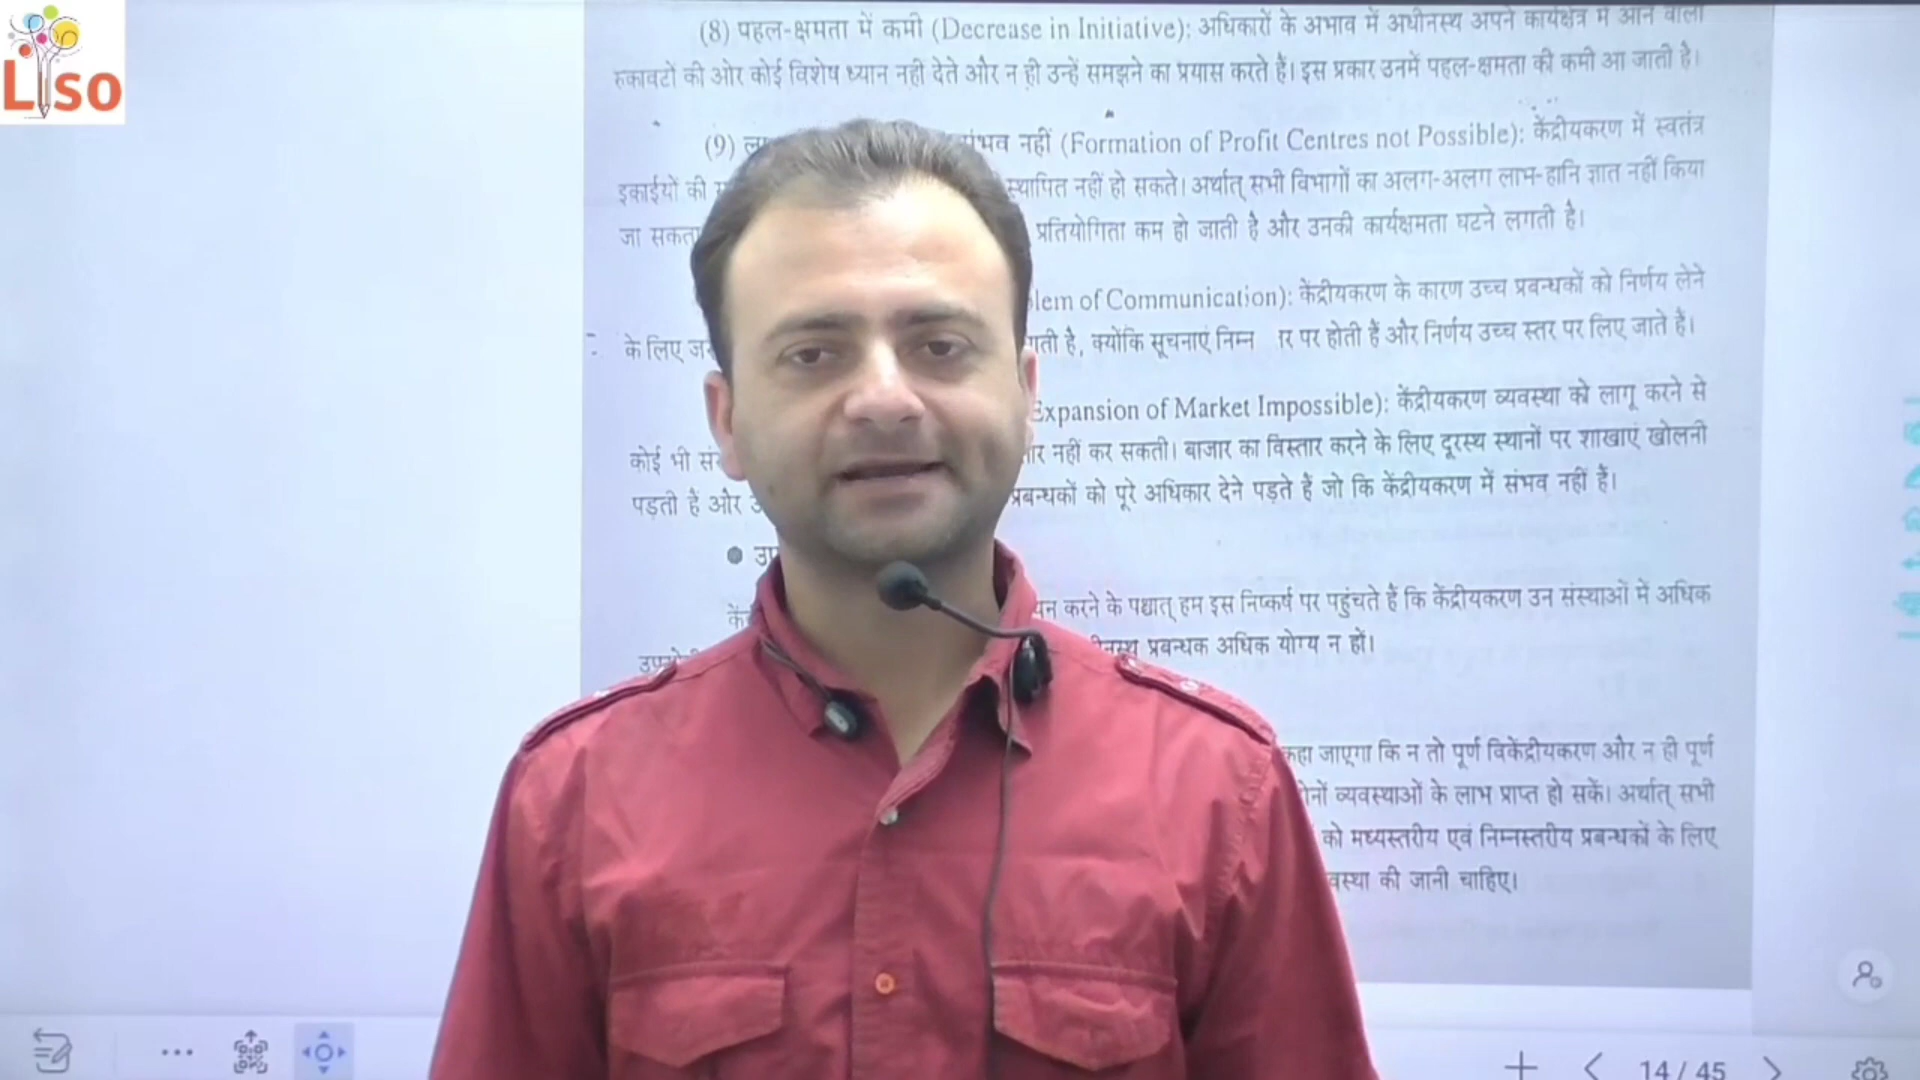 Liso
(8) पहल-क्षमता में कमी (Decrease in Initiative): अधिकारों के अभाव में अधीनस्थ अपने कार्यक्षेत्र में आने वाली
रुकावटों की ओर कोई विशेष ध्यान नहीं देते और न ही उन्हें समझने का प्रयास करते हैं। इस प्रकार उनमें पहल-क्षमता की कमी आ जाती है।
(9) संभव नहीं (Formation of Profit Centres not Possible): केंद्रीयकरण में स्वतंत्र
इकाईयों की स्थापित नहीं हो सकते। अर्थात् सभी विभागों का अलग-अलग लाभ-हानि ज्ञात नहीं किया
जा सकता प्रतियोगिता कम हो जाती है और उनकी कार्यक्षमता घटने लगती है।
of Communication): केंद्रीयकरण के कारण उच्च प्रबन्धकों को निर्णय लेने
के लिए है, क्योंकि सूचनाएं निम्न पर होती हैं और निर्णय उच्च स्तर पर लिए जाते हैं।
Expansion of Market Impossible): केंद्रीयकरण व्यवस्था को लागू करने से
कोई भी नहीं कर सकती। बाजार का विस्तार करने के लिए दूरस्थ स्थानों पर शाखाएं खोलनी
पड़ती हैं और प्रबन्धकों को पूरे अधिकार देने पड़ते हैं जो कि केंद्रीयकरण में संभव नहीं हैं।
करने के पश्चात् हम इस निष्कर्ष पर पहुंचते हैं कि केंद्रीयकरण उन संस्थाओं में अधिक
प्रबन्धक अधिक योग्य न हों।
कहा जाएगा कि न तो पूर्ण विकेंद्रीयकरण और न ही पूर्ण
व्यवस्थाओं के लाभ प्राप्त हो सकें। अर्थात् सभी
को मध्यस्तरीय एवं निम्नस्तरीय प्रबन्धकों के लिए
की जानी चाहिए।
14 / 45